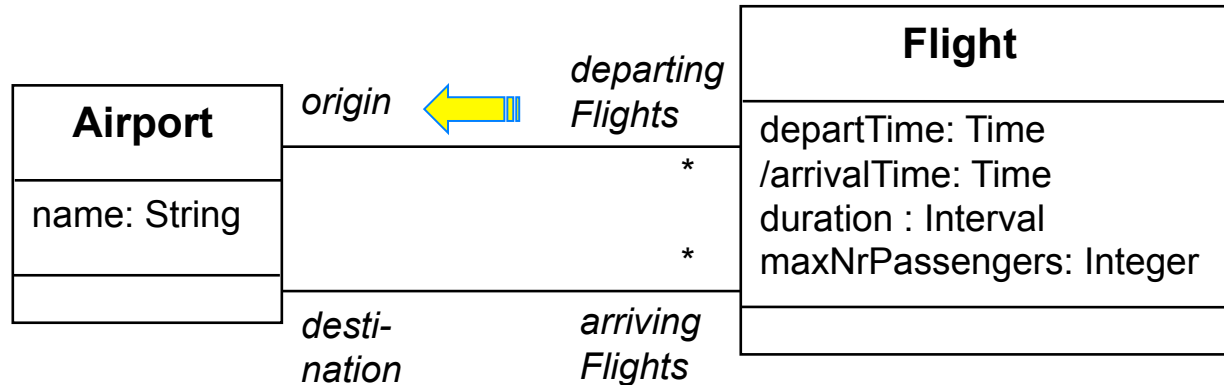 Airport
name: String
origin
departing
Flights
*
*
desti-
nation
arriving
Flights
Flight
departTime: Time
/arrivalTime: Time
duration : Interval
maxNrPassengers: Integer